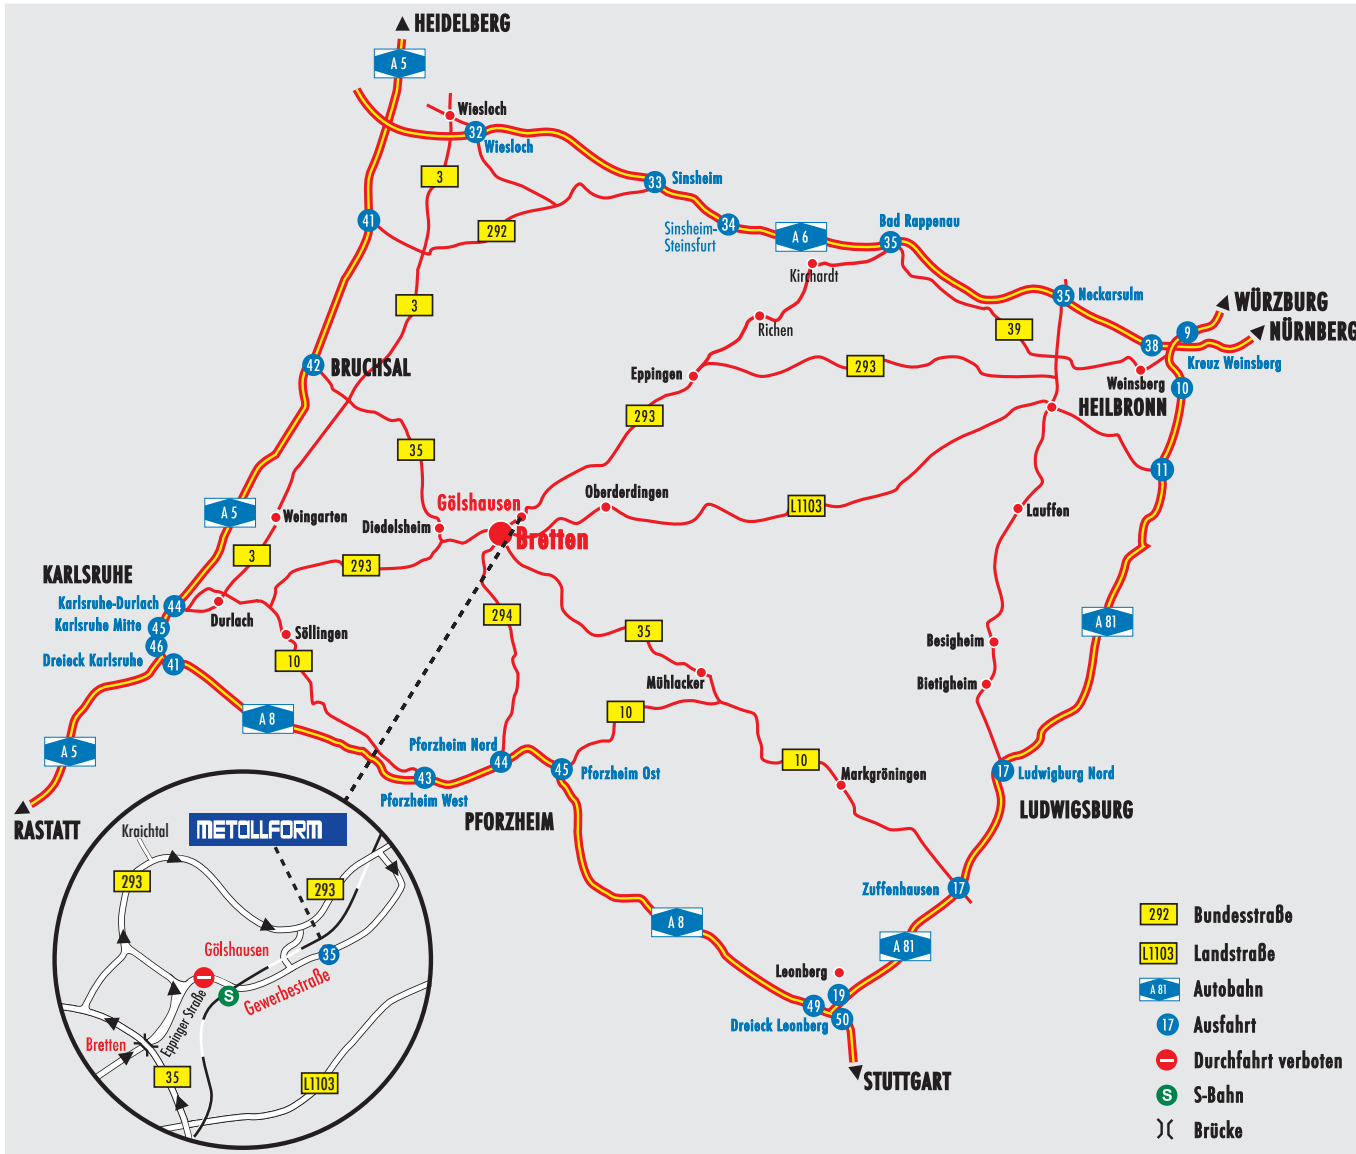 HEIDELBERG
A 5
Wiesloch
32
Wiesloch
3
33
Sinsheim
41
292
34
Sinsheim-
Steinsfurt
A 6
Bad Rappenau
35
Kirchardt
3
35
Neckarsulm
WÜRZBURG
9
NÜRNBERG
Richen
39
38
Kreuz Weinsberg
42
BRUCHSAL
Eppingen
293
Weinsberg
10
HEILBRONN
293
35
11
Gölshausen
Oberderdingen
L1103
Lauffen
A 5
Weingarten
Diedelsheim
Bretten
3
293
KARLSRUHE
Karlsruhe-Durlach
44
Durlach
Karlsruhe Mitte
45
46
Söllingen
294
35
A 81
Dreieck Karlsruhe
41
10
Besigheim
Mühlacker
Bietigheim
A 8
10
A 5
Pforzheim Nord
44
10
43
45
Pforzheim Ost
Markgröningen
17
Ludwigburg Nord
Pforzheim West
RASTATT
PFORZHEIM
LUDWIGSBURG
Kraichtal
METALLFORM
293
293
Zuffenhausen
17
Gölshausen
35
A 8
A 81
Gewerbestraße
S
Eppinger Straße
Bretten
35
L1103
Leonberg
19
49
50
Dreieck Leonberg
STUTTGART
292
Bundesstraße
L1103
Landstraße
A 81
Autobahn
17
Ausfahrt
Durchfahrt verboten
S
S-Bahn
Brücke